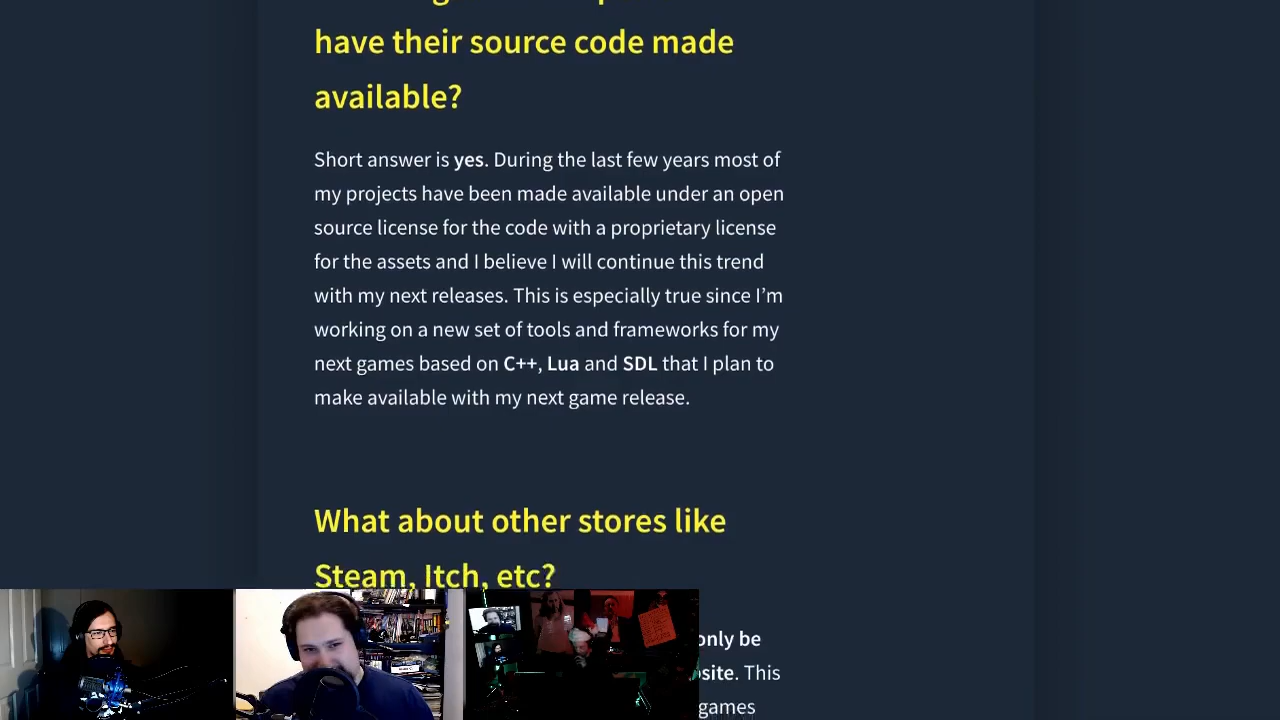 have their source code made
available?
Short answer is yes. During the last few years most of
my projects have been made available under an open
source license for the code with a proprietary license
for the assets and I believe I will continue this trend
with my next releases. This is especially true since I’m
working on a new set of tools and frameworks for my
next games based on C++, Lua and SDL that I plan to
make available with my next game release.
What about other stores like
Steam, Itch, etc?
only be
. This
games